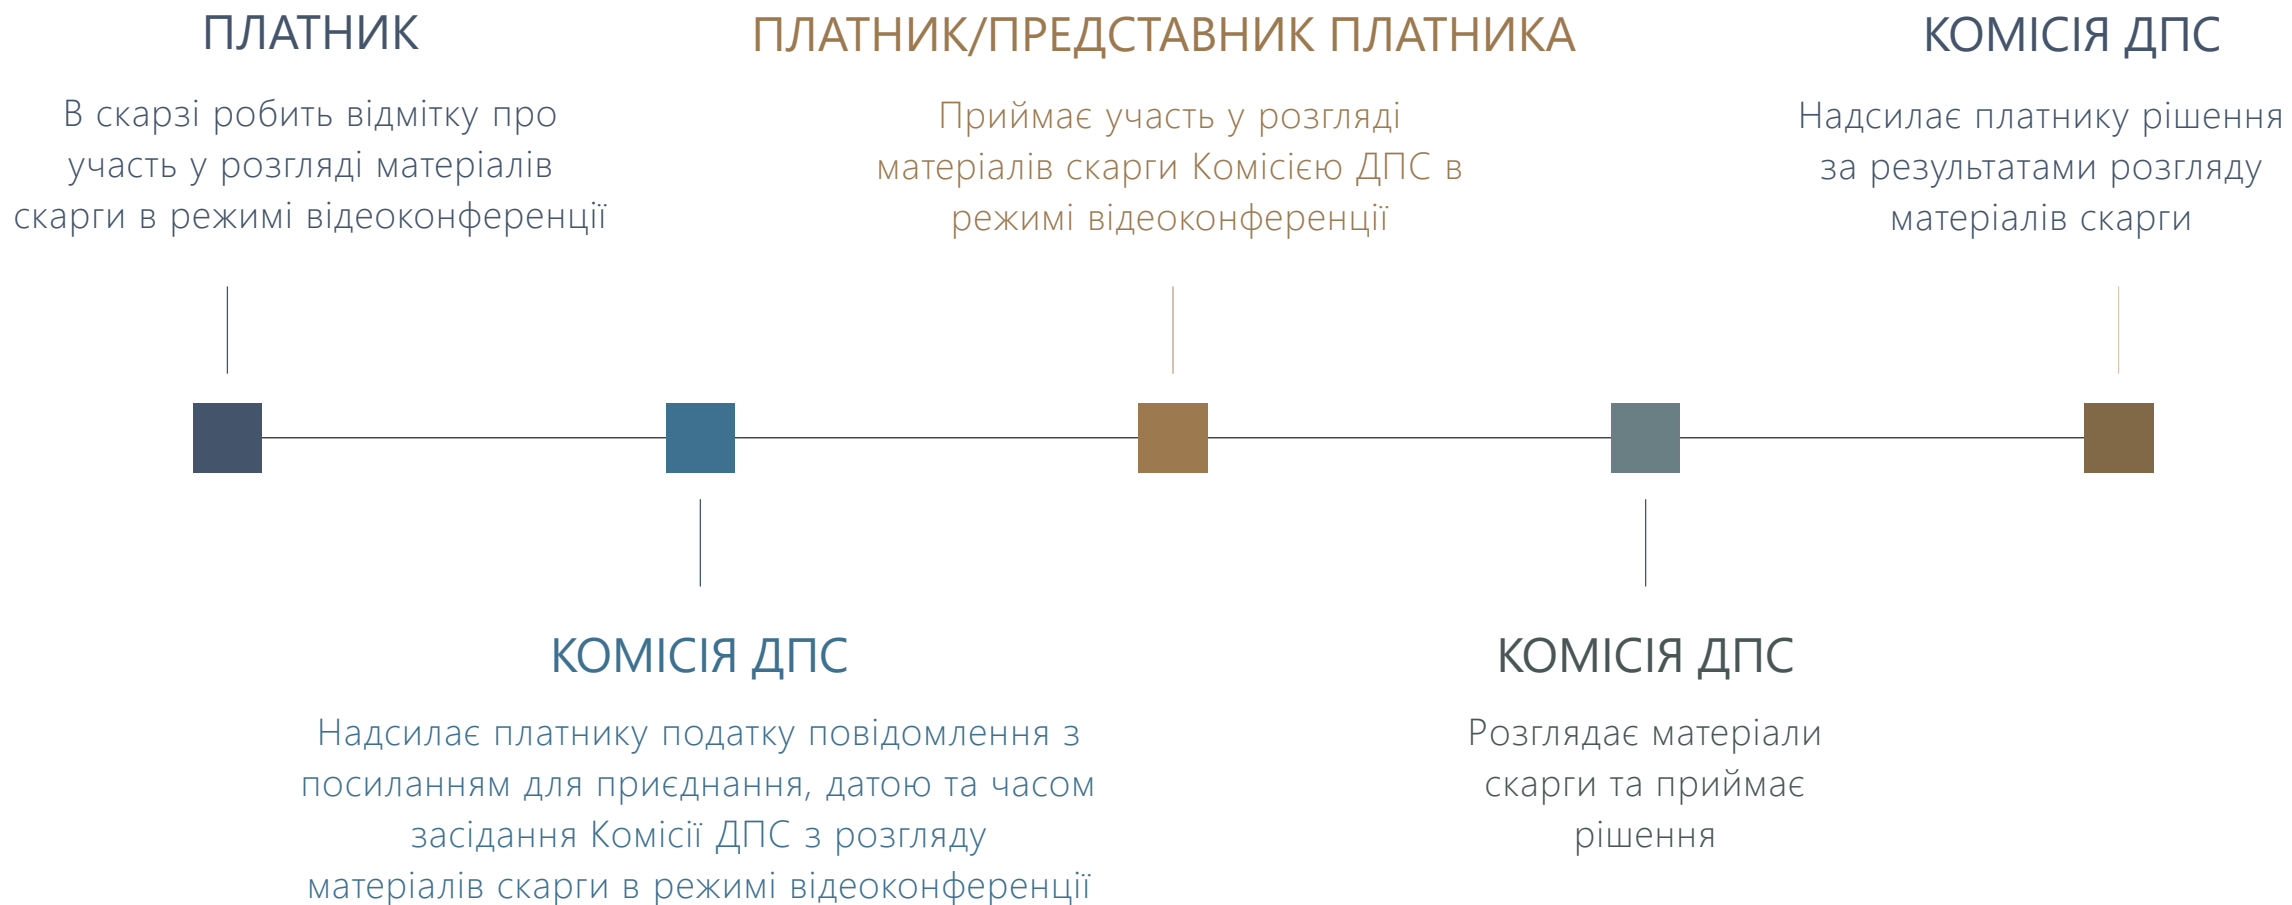 ПЛАТНИК
В скарзі робить відмітку про
участь у розгляді матеріалів
скарги в режимі відеоконференції
КОМІСІЯ ДПС
Надсилає платнику податку повідомлення з
посиланням для приєднання, датою та часом
засідання Комісії ДПС з розгляду
матеріалів скарги в режимі відеоконференції
ПЛАТНИК/ПРЕДСТАВНИК ПЛАТНИКА
Приймає участь у розгляді
матеріалів скарги Комісією ДПС в
режимі відеоконференції
КОМІСІЯ ДПС
Розглядає матеріали
скарги та приймає
рішення
КОМІСІЯ ДПС
Надсилає платнику рішення
за результатами розгляду
матеріалів скарги